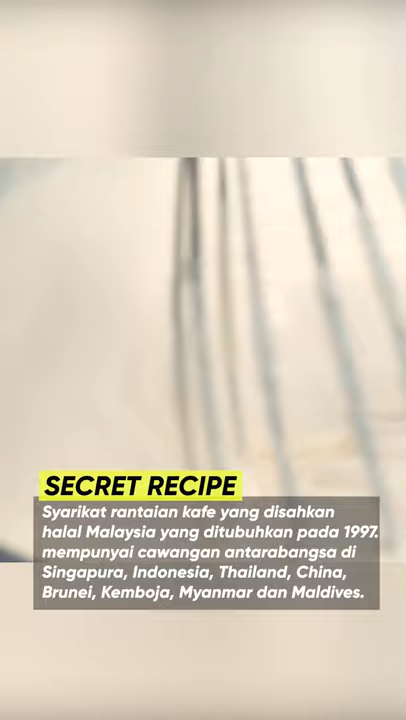 SECRET RECIPE
Syarikat rantaian kafe yang disahkan
halal Malaysia yang ditubuhkan pada 1997.
mempunyai cawangan antarabangsa di
Singapura, Indonesia, Thailand, China,
Brunei, Kemboja, Myanmar dan Maldives.